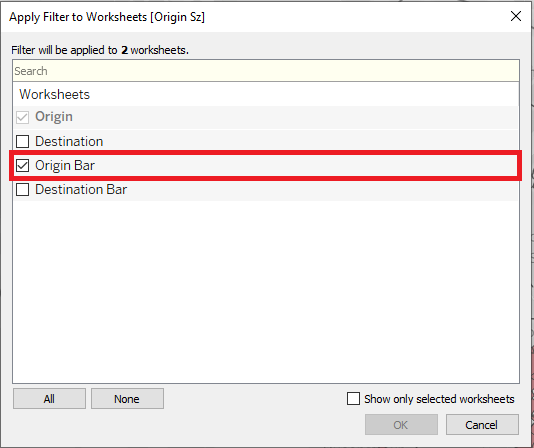 Apply Filter to Worksheets [Origin Sz]
Filter will be applied to 2 worksheets.
Search
Worksheets
Origin
Destination
Origin Bar
Destination Bar
All None Show only selected worksheets
OK Cancel